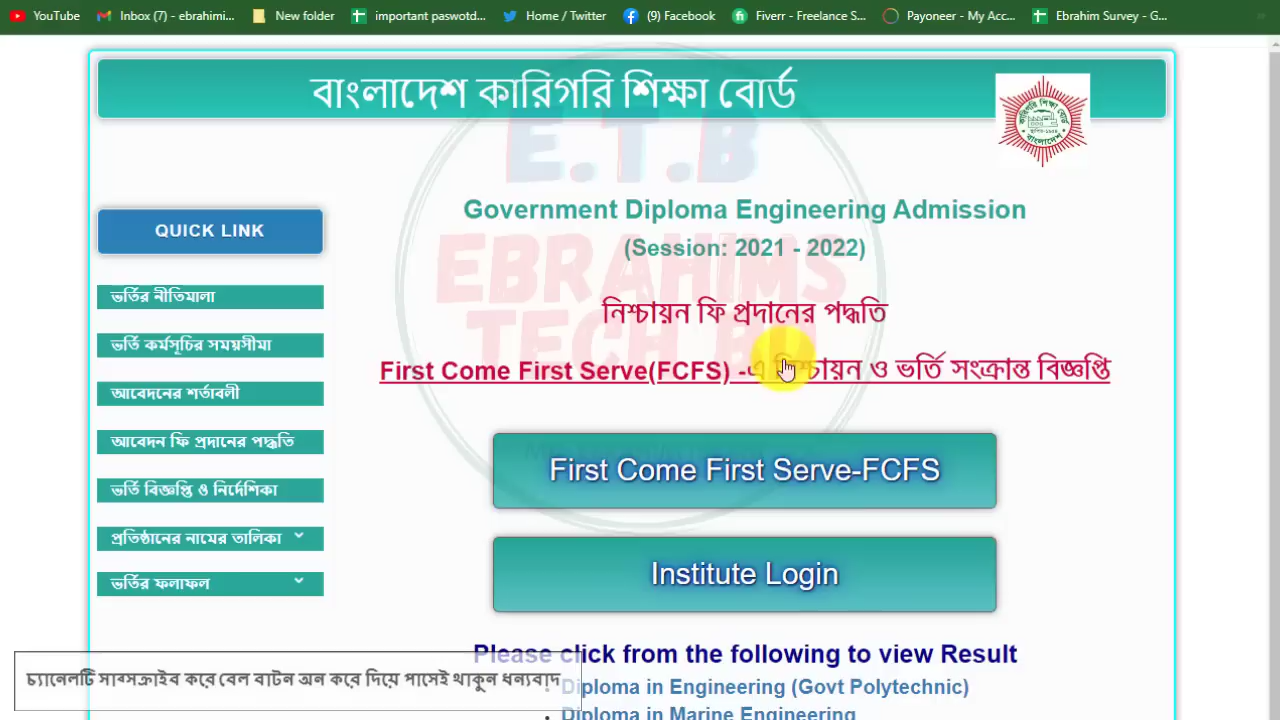 YouTube
Inbox (7) - ebrahimi...
New folder
important paswotd...
Home / Twitter
(9) Facebook
Fiverr - Freelance S...
Payoneer - My Acc...
Ebrahim Survey - G...
বাংলাদেশ কারিগরি শিক্ষা বোর্ড
E.T.B
EBRAHIMS
TECH BD
QUICK LINK
ভর্তির নীতিমালা
ভর্তি কর্মসূচির সময়সীমা
আবেদনের শর্তাবলী
আবেদন ফি প্রদানের পদ্ধতি
ভর্তি বিজ্ঞপ্তি ও নির্দেশিকা
প্রতিষ্ঠানের নামের তালিকা
ভর্তির ফলাফল
Government Diploma Engineering Admission
(Session: 2021 - 2022)
নিশ্চায়ন ফি প্রদানের পদ্ধতি
First Come First Serve(FCFS) -এ নিশ্চায়ন ও ভর্তি সংক্রান্ত বিজ্ঞপ্তি
First Come First Serve-FCFS
Institute Login
Please click from the following to view Result
Diploma in Engineering (Govt Polytechnic)
Diploma in Marine Engineering
চ্যানেলটি সাবসক্রাইব করে বেল বাটন অন করে দিয়ে পাসেই থাকুন ধন্যবাদ